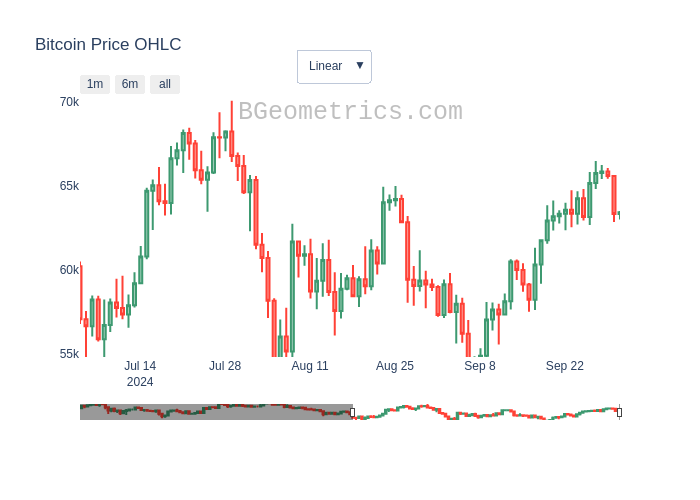 Bitcoin Price OHLC
Linear ▼
1m 6m all
70k
BGeometrics.com
65k
60k
55k
Jul 14 Jul 28 Aug 11 Aug 25 Sep 8 Sep 22
2024